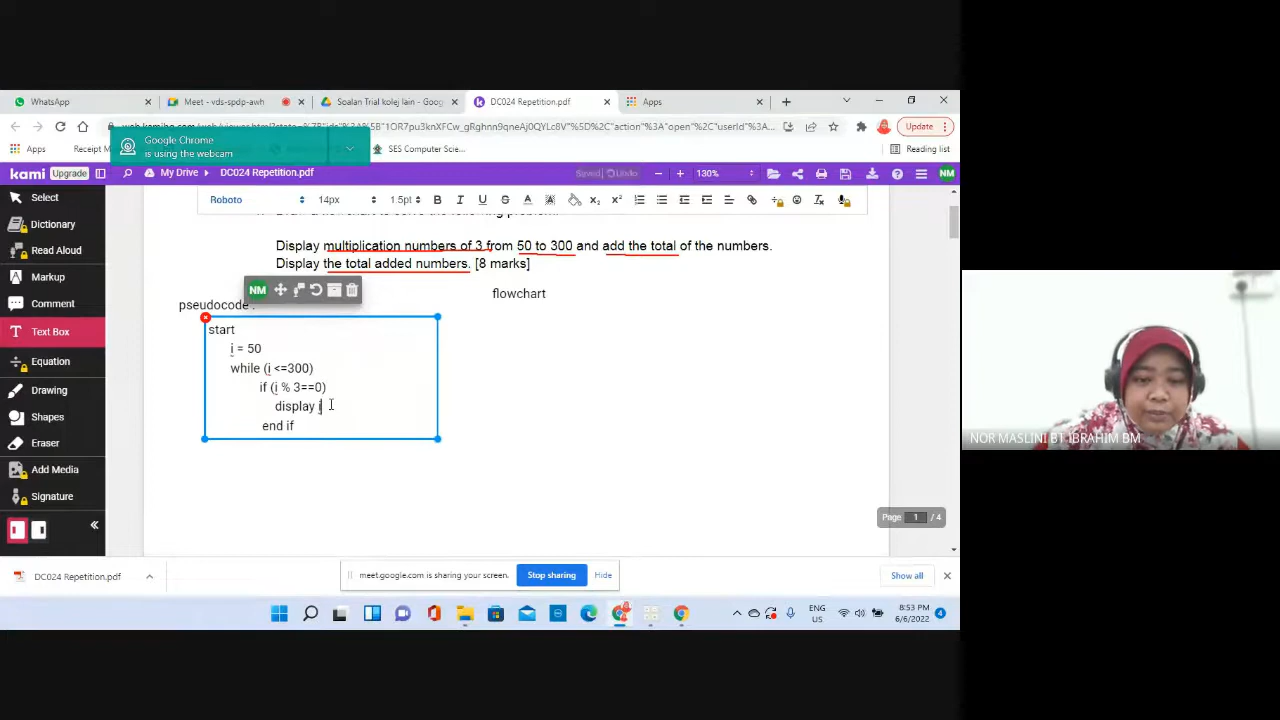 WhatsApp
Meet - vds-spdp-awh
Soalan Trial kolej lain - Goog
DC024 Repetition.pdf
Apps
Google Chrome
is using the webcam
Update
Apps
Receipt M
SES Computer Scie...
Reading list
kami
Upgrade
My Drive > DC024 Repetition.pdf
Saved
Undo
130%
NM
Roboto
14px
1.5pt
B I U A
Select
Dictionary
Read Aloud
Markup
Comment
Text Box
Equation
Drawing
Shapes
Eraser
Add Media
Signature
Display multiplication numbers of 3 from 50 to 300 and add the total of the numbers.
Display the total added numbers. [8 marks]
NM
flowchart
pseudocode :
start
i = 50
while (i <=300)
if (i % 3==0)
display i
end if
Page 1 / 4
NOR MASLINI BT IBRAHIM BM
DC024 Repetition.pdf
meet.google.com is sharing your screen.
Stop sharing
Hide
Show all
ENG
US
8:53 PM
6/6/2022
4